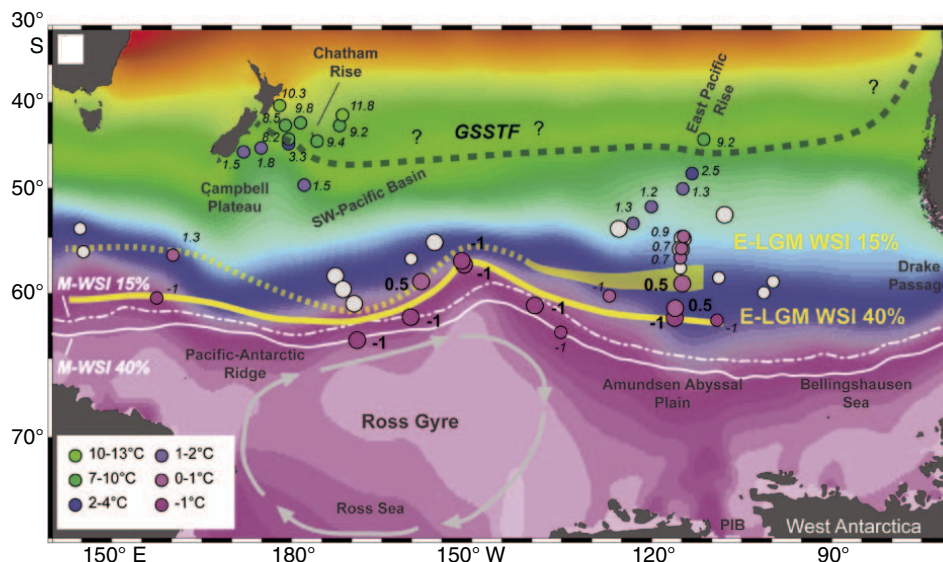 30°
S
40°
50°
60°
70°
Chatham
Rise
10.3
9.8
11.8
8.5
9.2
8.2
9.4
3.3
1.5
1.8
1.5
Campbell
Plateau
SW-Pacific Basin
?
GSSTF
?
?
East Pacific
Rise
9.2
2.5
1.3
1.2
1.3
0.9
0.7
0.7
E-LGM WSI 15%
Drake
Passage
1.3
-1
M-WSI 15%
-1
-1
0.5
0.5
0.5
-1
-1
-1
-1
-1
-1
-1
E-LGM WSI 40%
M-WSI 40%
Pacific-Antarctic
Ridge
Amundsen Abyssal
Plain
Bellingshausen
Sea
Ross Gyre
Ross Sea
PIB
West Antarctica
10-13°C
7-10°C
2-4°C
1-2°C
0-1°C
-1°C
150° E
180°
150° W
120°
90°